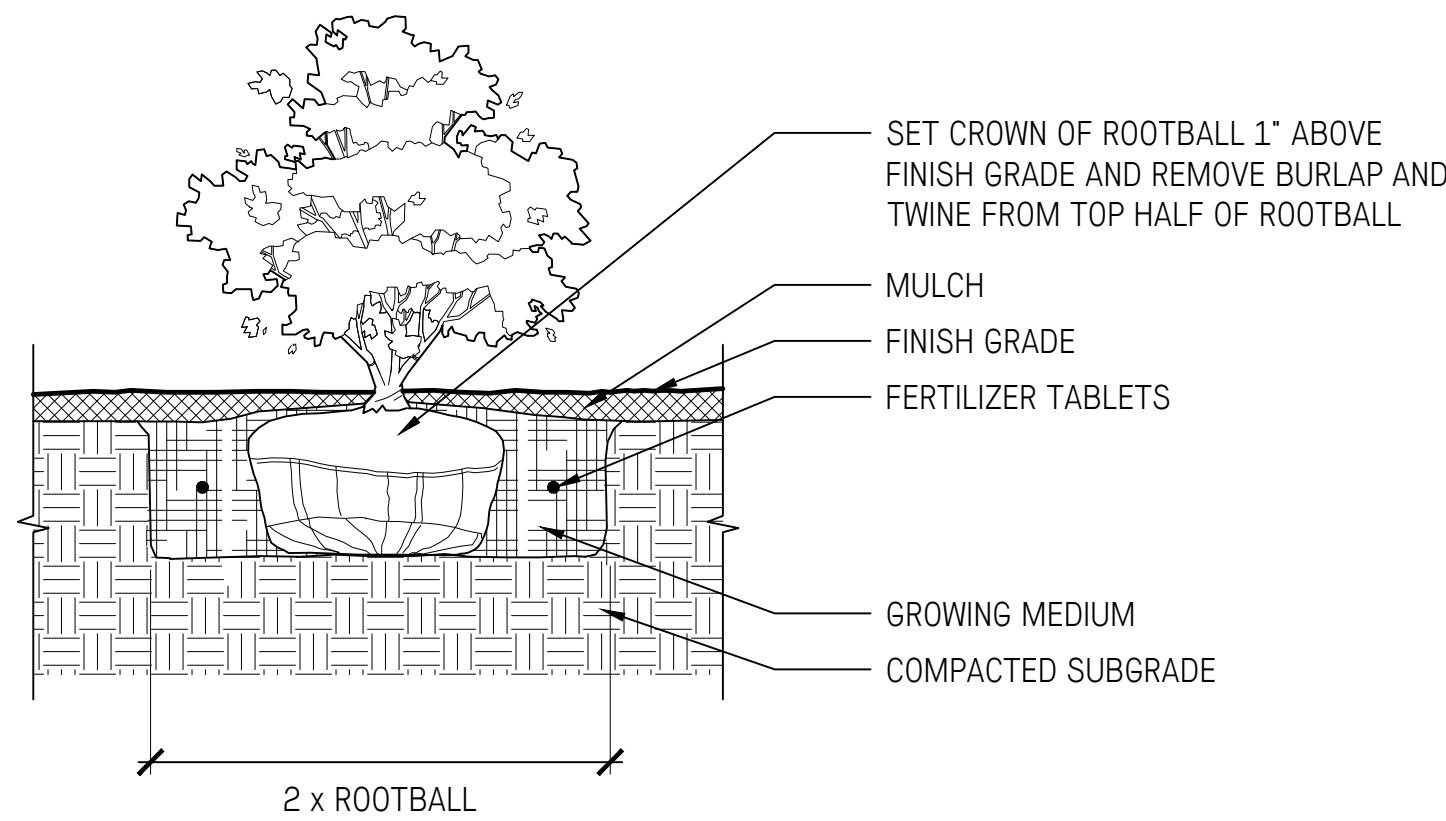 SET CROWN OF ROOTBALL 1" ABOVE
FINISH GRADE AND REMOVE BURLAP AND
TWINE FROM TOP HALF OF ROOTBALL
MULCH
FINISH GRADE
FERTILIZER TABLETS
GROWING MEDIUM
COMPACTED SUBGRADE
2 x ROOTBALL